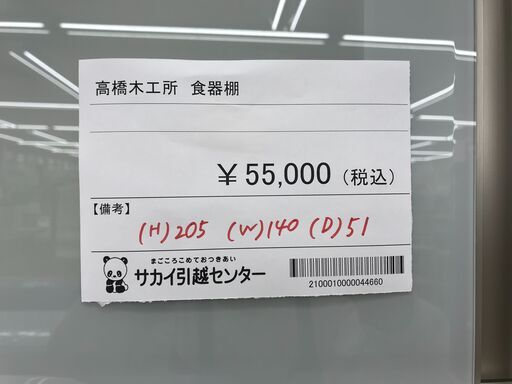 高橋木工所 食器棚
￥55,000（税込）
【備考】
(H)205 (W)140 (D)51
まごころこめておつきあい
サカイ引越センター
2100010000044660